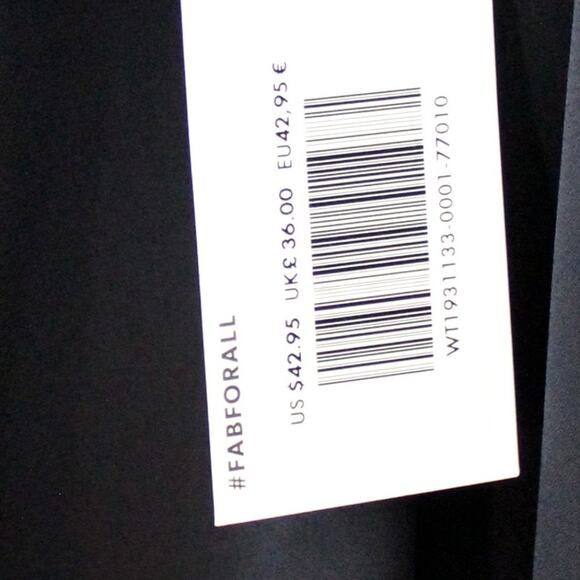 #FABFORALL
US $42.95 UK£36.00 EU42,95€
WT1931133-0001-77010